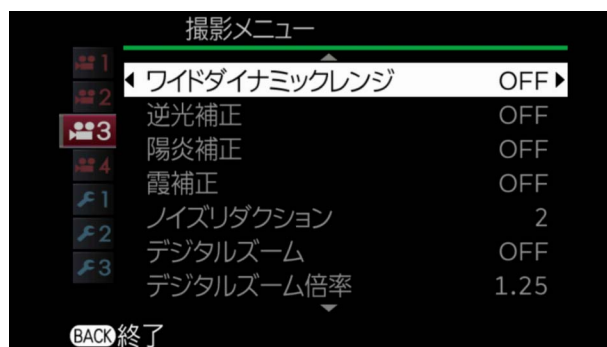 撮影メニュー
1
2
3
4
1
2
3
ワイドダイナミックレンジ OFF
逆光補正 OFF
陽炎補正 OFF
霞補正 OFF
ノイズリダクション 2
デジタルズーム OFF
デジタルズーム倍率 1.25
BACK 終了